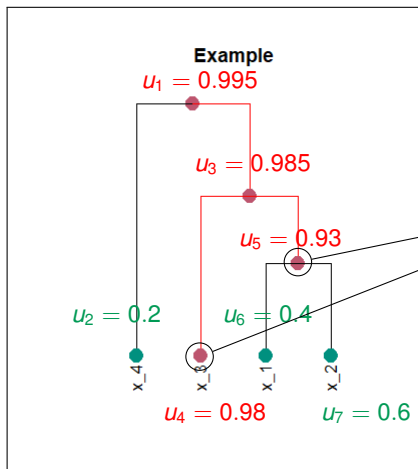 Example
u₁ = 0.995
u₃ = 0.985
u₅ = 0.93
u₂ = 0.2
u₆ = 0.4
x_4
x_3
x_1
x_2
u₄ = 0.98
u₇ = 0.6